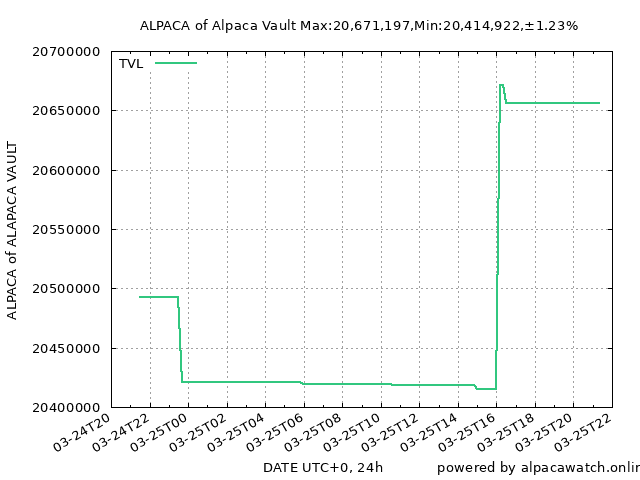 ALPACA of Alpaca Vault Max:20,671,197,Min:20,414,922,±1.23%
20700000
20650000
20600000
20550000
20500000
20450000
20400000
ALPACA of ALAPACA VAULT
TVL
03-24T20
03-24T22
03-25T00
03-25T02
03-25T04
03-25T06
03-25T08
03-25T10
03-25T12
03-25T14
03-25T16
03-25T18
03-25T20
03-25T22
DATE UTC+0, 24h
powered by alpacawatch.onlin